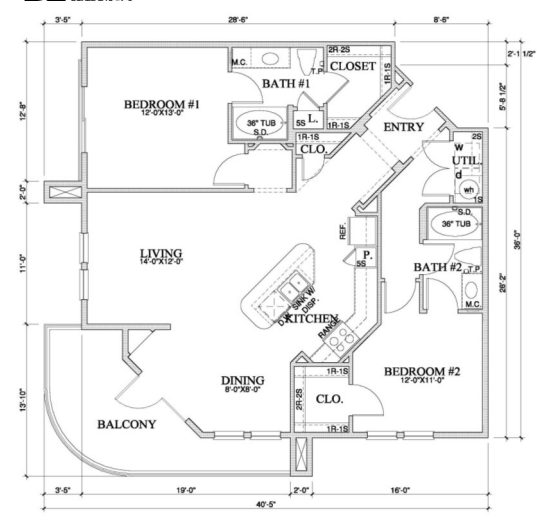 3'-5"
28'-6"
8'-6"
2'-1 1/2"
M.C.
2R-2S
BATH #1
T.P.
CLOSET
1R-1S
5'-8 1/2"
12'-8"
BEDROOM #1
12'-0"X13'-0"
36" TUB
S.D.
5S
L.
1R-1S
ENTRY
1R-1S
CLO.
2S
w
UTIL.
d
wh
1S
2'-0"
S.D.
36" TUB
REF.
36'-0"
11'-0"
LIVING
14'-0"X12'-0"
P.
5S
BATH #2
T.P.
28'-2"
M.C.
D.W. SINK W/
DISP.
KITCHEN
RANGE
13'-10"
DINING
8'-0"X8'-0"
1R-1S
BEDROOM #2
12'-0"X11'-0"
2R-2S
CLO.
BALCONY
1R-1S
3'-5"
19'-0"
2'-0"
16'-0"
40'-5"